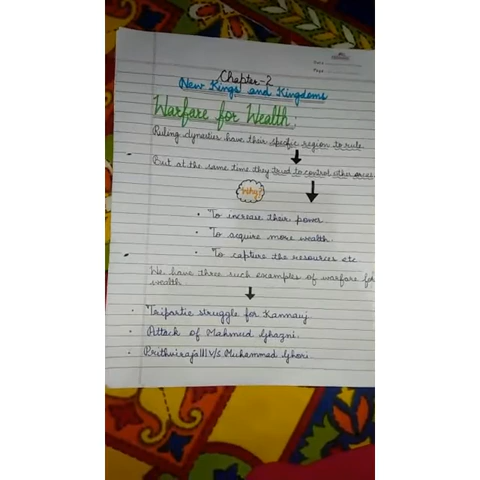 Date
Page
Chapter-2
New Kings and Kingdoms
Warfare for Wealth:
Ruling dynasties have their specific region to rule
But at the same time they tried to control other areas
Why?
• To increase their power
• To acquire more wealth
• To capture the resources etc
We have three such examples of warfare for
wealth
• Tripartie struggle for Kannauj
• Attack of Mahmud Ghazni
• Prithviraj III V/S Muhammad Ghori